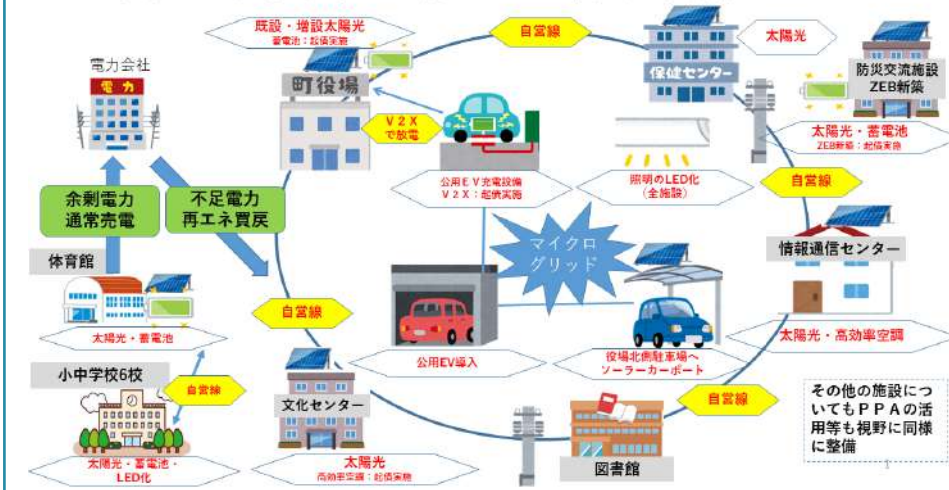 既設・増設太陽光
蓄電池：起債実施
自営線
太陽光
電力会社
電力
町役場
保健センター
防災交流施設
ZEB新築
V2X
で放電
太陽光・蓄電池
ZEB新築：起債実施
公用EV充電設備
V2X：起債実施
照明のLED化
(全施設)
自営線
余剰電力
通常売電
不足電力
再エネ買戻
マイクロ
グリッド
情報通信センター
体育館
自営線
太陽光・蓄電池
公用EV導入
役場北側駐車場へ
ソーラーカーポート
太陽光・高効率空調
小中学校6校
自営線
文化センター
自営線
その他の施設につ
いてもPPAの活
用等も視野に同様
に整備
太陽光・蓄電池・
LED化
太陽光
高効率空調：起債実施
図書館
1